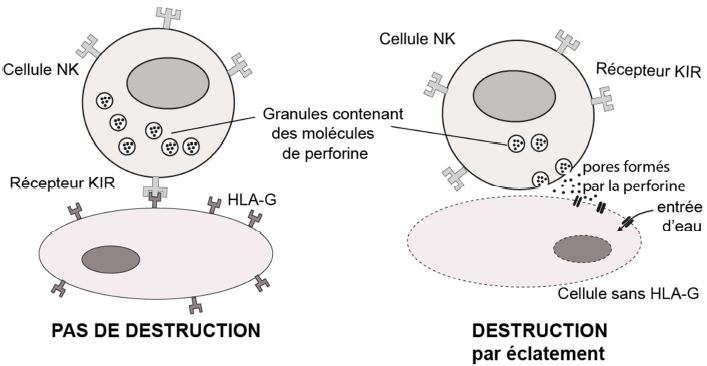 Cellule NK
Récepteur KIR
HLA-G
PAS DE DESTRUCTION
Granules contenant
des molécules
de perforine
Cellule NK
Récepteur KIR
pores formés
par la perforine
entrée
d'eau
Cellule sans HLA-G
DESTRUCTION
par éclatement